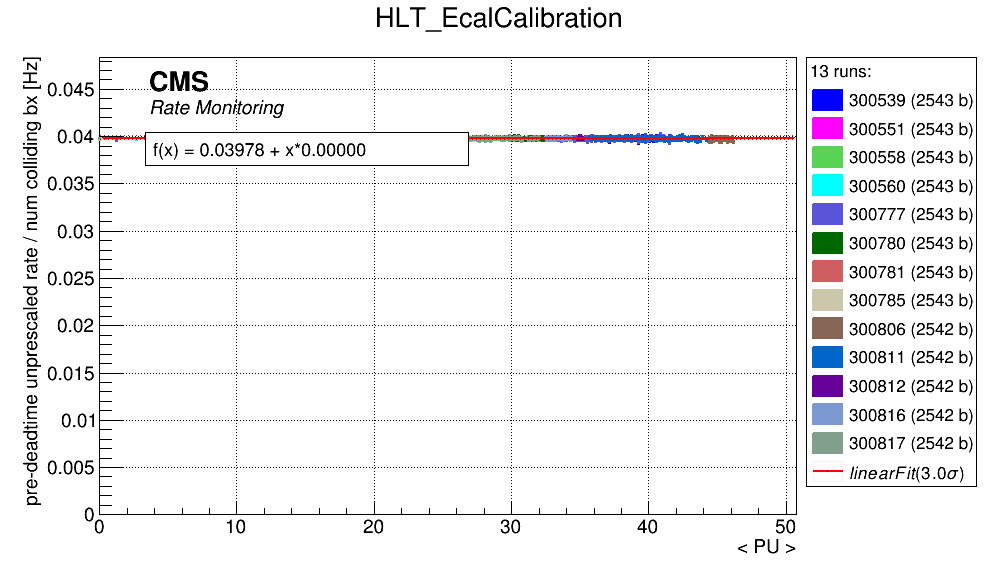 HLT_EcalCalibration
pre-deadtime unprescaled rate / num colliding bx [Hz]
CMS
Rate Monitoring
f(x) = 0.03978 + x*0.00000
0.045
0.04
0.035
0.03
0.025
0.02
0.015
0.01
0.005
0
0 10 20 30 40 50
< PU >
13 runs:
300539 (2543 b)
300551 (2543 b)
300558 (2543 b)
300560 (2543 b)
300777 (2543 b)
300780 (2543 b)
300781 (2543 b)
300785 (2543 b)
300806 (2542 b)
300811 (2542 b)
300812 (2542 b)
300816 (2542 b)
300817 (2542 b)
linearFit(3.0σ)